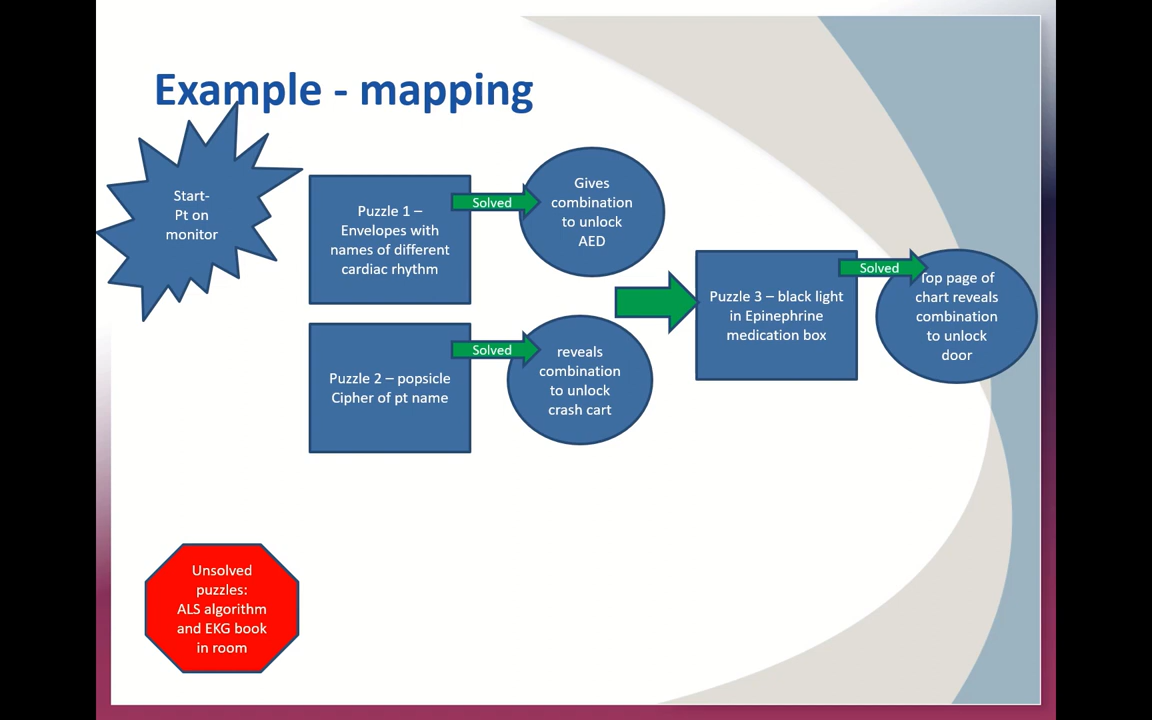 Example - mapping
Start-
Pt on
monitor
Puzzle 1 –
Envelopes with
names of different
cardiac rhythm
Solved
Gives
combination
to unlock
AED
Puzzle 2 – popsicle
Cipher of pt name
Solved
reveals
combination
to unlock
crash cart
Puzzle 3 – black light
in Epinephrine
medication box
Solved
Top page of
chart reveals
combination
to unlock
door
Unsolved
puzzles:
ALS algorithm
and EKG book
in room